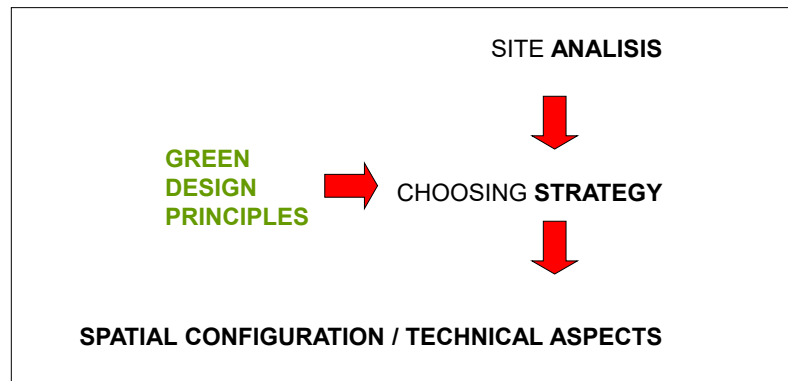 SITE ANALISIS
GREEN
DESIGN
PRINCIPLES
CHOOSING STRATEGY
SPATIAL CONFIGURATION / TECHNICAL ASPECTS